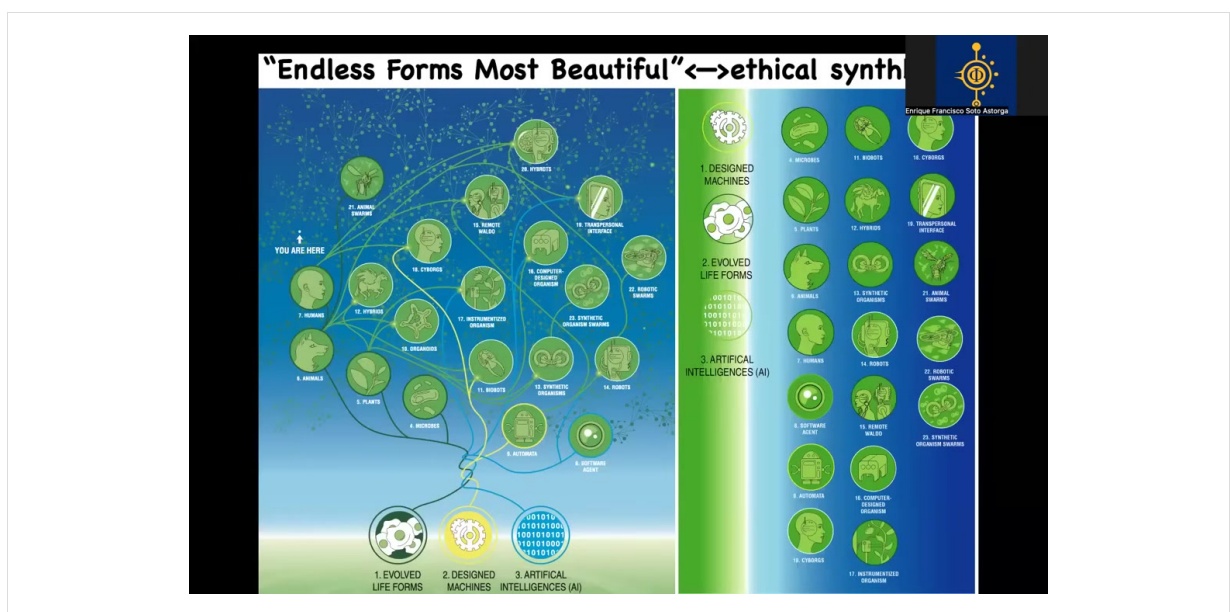 “Endless Forms Most Beautiful”<—>ethical synth
Enrique Francisco Soto Astorga
20. HYBROTS
21. ANIMAL
SWARMS
15. REMOTE
WALDO
19. TRANSPERSONAL
INTERFACE
YOU ARE HERE
16. CYBORGS
18. COMPUTER-
DESIGNED
ORGANISM
22. ROBOTIC
SWARMS
7. HUMANS
12. HYBRIDS
17. INSTRUMENTIZED
ORGANISM
23. SYNTHETIC
ORGANISM SWARMS
10. ORGANOIDS
6. ANIMALS
5. PLANTS
11. BIOBOTS
13. SYNTHETIC
ORGANISMS
14. ROBOTS
4. MICROBES
9. AUTOMATA
8. SOFTWARE
AGENT
001010
1. EVOLVED
LIFE FORMS
2. DESIGNED
MACHINES
3. ARTIFICAL
INTELLIGENCES (AI)
1. DESIGNED
MACHINES
2. EVOLVED
LIFE FORMS
3. ARTIFICAL
INTELLIGENCES (AI)
4. MICROBES
5. PLANTS
6. ANIMALS
7. HUMANS
SOFTWARE
AGENT
AUTOMATA
CYBORGS
11. BIOBOTS
12. HYBRIDS
13. SYNTHETIC
ORGANISMS
14. ROBOTS
15. REMOTE
WALDO
COMPUTER-
DESIGNED
ORGANISM
17. INSTRUMENTIZED
ORGANISM
CYBORGS
19. TRANSPERSONAL
INTERFACE
21. ANIMAL
SWARMS
22. ROBOTIC
SWARMS
23. SYNTHETIC
ORGANISM SWARMS